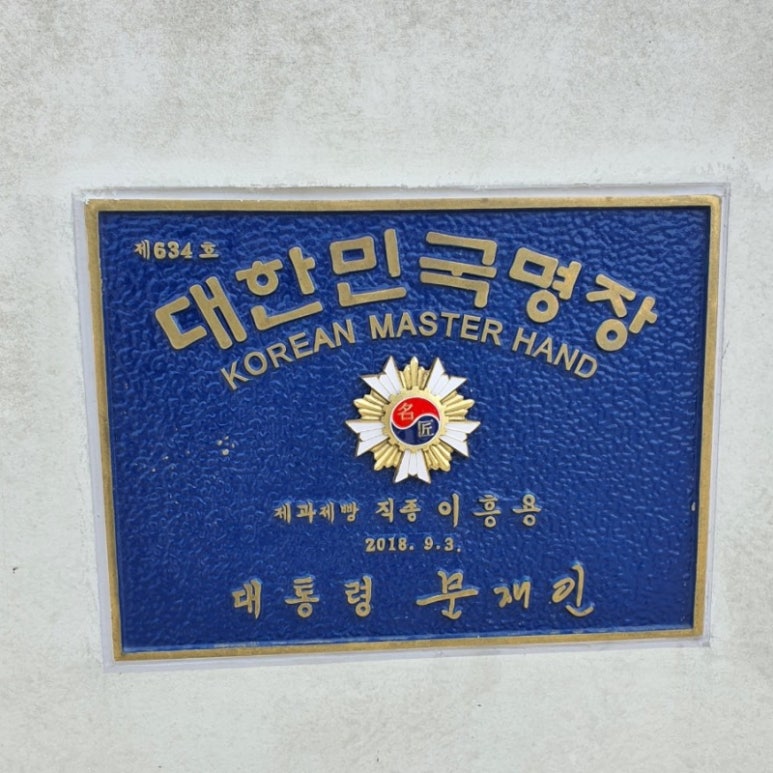 제634호
대한민국명장
KOREAN MASTER HAND
名
匠
제과제빵 직종 이흥용
2018. 9.3.
대통령 문재인